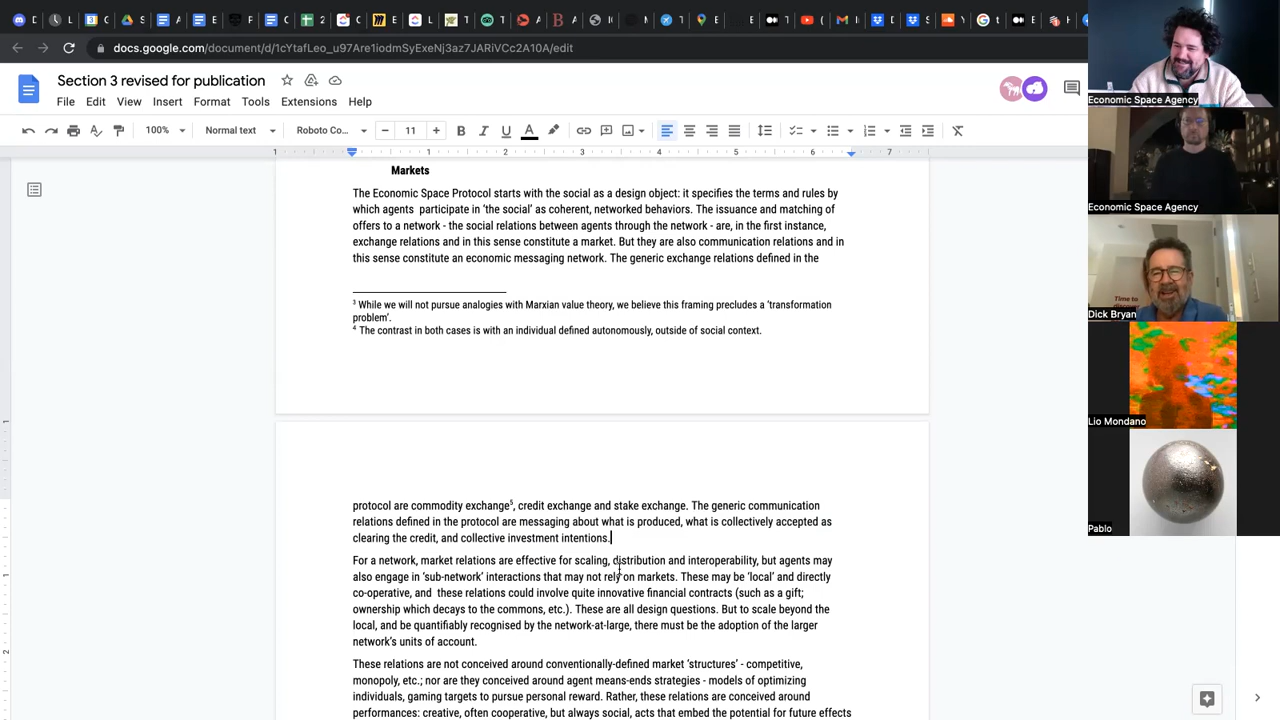 docs.google.com/document/d/1cYtafLeo_u97Are1iodmSyExeNj3az7JARiVCc2A10A/edit
Section 3 revised for publication
File Edit View Insert Format Tools Extensions Help
100% Normal text Roboto Co... 11
1 1 2 3 4 5 6 7
Markets
The Economic Space Protocol starts with the social as a design object: it specifies the terms and rules by
which agents participate in ‘the social’ as coherent, networked behaviors. The issuance and matching of
offers to a network - the social relations between agents through the network - are, in the first instance,
exchange relations and in this sense constitute a market. But they are also communication relations and in
this sense constitute an economic messaging network. The generic exchange relations defined in the
3 While we will not pursue analogies with Marxian value theory, we believe this framing precludes a ‘transformation
problem’.
4 The contrast in both cases is with an individual defined autonomously, outside of social context.
protocol are commodity exchange5, credit exchange and stake exchange. The generic communication
relations defined in the protocol are messaging about what is produced, what is collectively accepted as
clearing the credit, and collective investment intentions.
For a network, market relations are effective for scaling, distribution and interoperability, but agents may
also engage in ‘sub-network’ interactions that may not rely on markets. These may be ‘local’ and directly
co-operative, and these relations could involve quite innovative financial contracts (such as a gift;
ownership which decays to the commons, etc.). These are all design questions. But to scale beyond the
local, and be quantifiably recognised by the network-at-large, there must be the adoption of the larger
network’s units of account.
These relations are not conceived around conventionally-defined market ‘structures’ - competitive,
monopoly, etc.; nor are they conceived around agent means-ends strategies - models of optimizing
individuals, gaming targets to pursue personal reward. Rather, these relations are conceived around
performances: creative, often cooperative, but always social, acts that embed the potential for future effects
Economic Space Agency
Economic Space Agency
Time to
Dick Bryan
Lio Mondano
Pablo